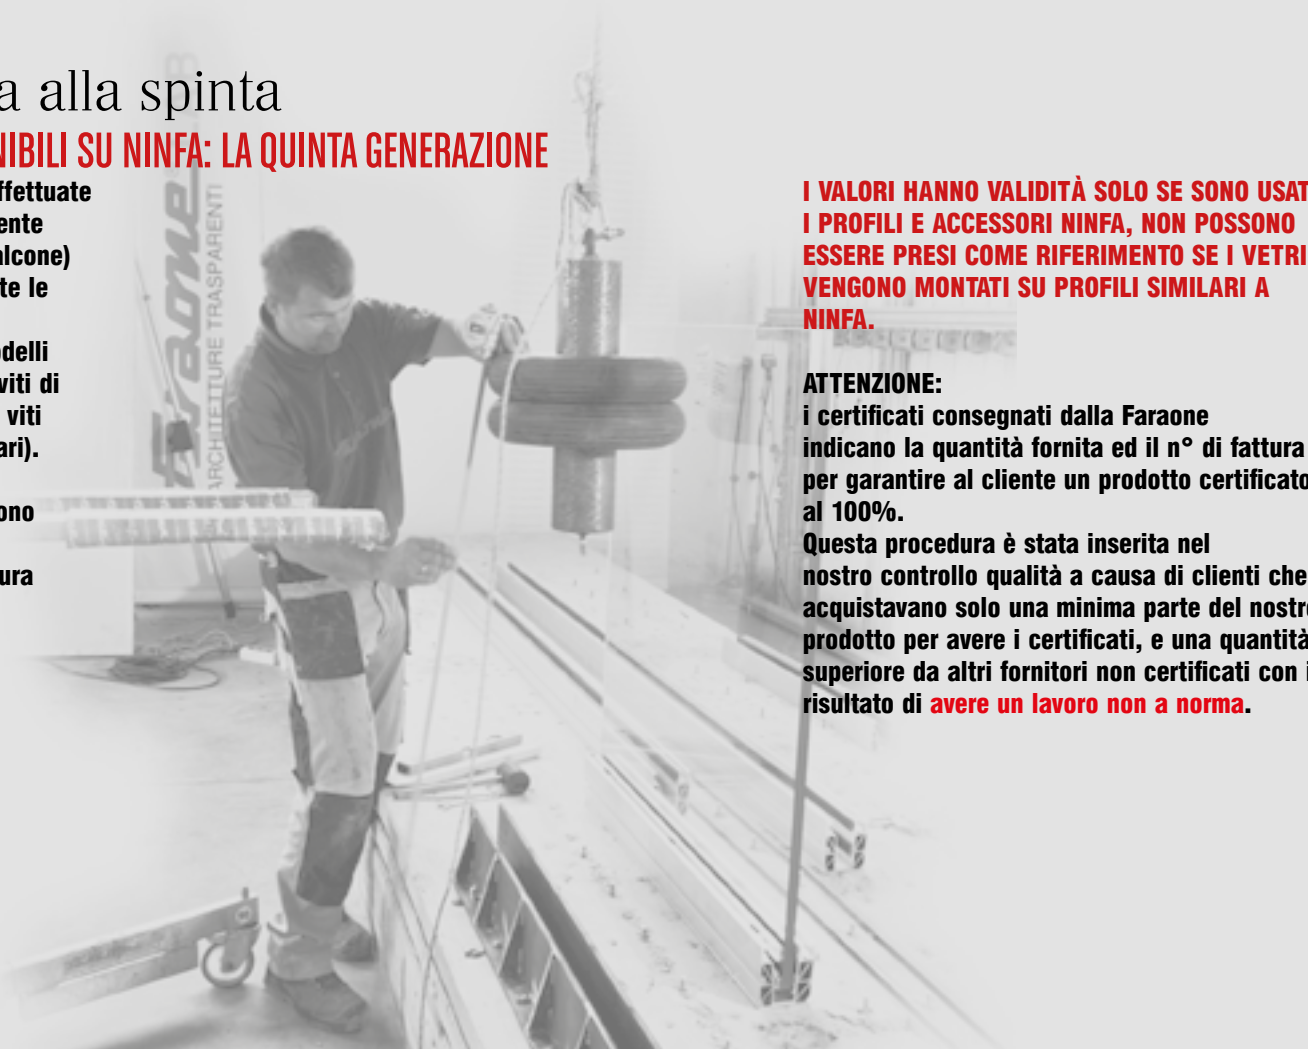 a alla spinta
NIBILI SU NINFA: LA QUINTA GENERAZIONE
ffettuate
ente
alcone)
te le
odelli
viti di
viti
ari).
ono
ura
faraone
ARCHITETTURE TRASPARENTI
I VALORI HANNO VALIDITÀ SOLO SE SONO USAT
I PROFILI E ACCESSORI NINFA, NON POSSONO
ESSERE PRESI COME RIFERIMENTO SE I VETRI
VENGONO MONTATI SU PROFILI SIMILARI A
NINFA.
ATTENZIONE:
i certificati consegnati dalla Faraone
indicano la quantità fornita ed il n° di fattura
per garantire al cliente un prodotto certificato
al 100%.
Questa procedura è stata inserita nel
nostro controllo qualità a causa di clienti che
acquistavano solo una minima parte del nostro
prodotto per avere i certificati, e una quantità
superiore da altri fornitori non certificati con i
risultato di avere un lavoro non a norma.